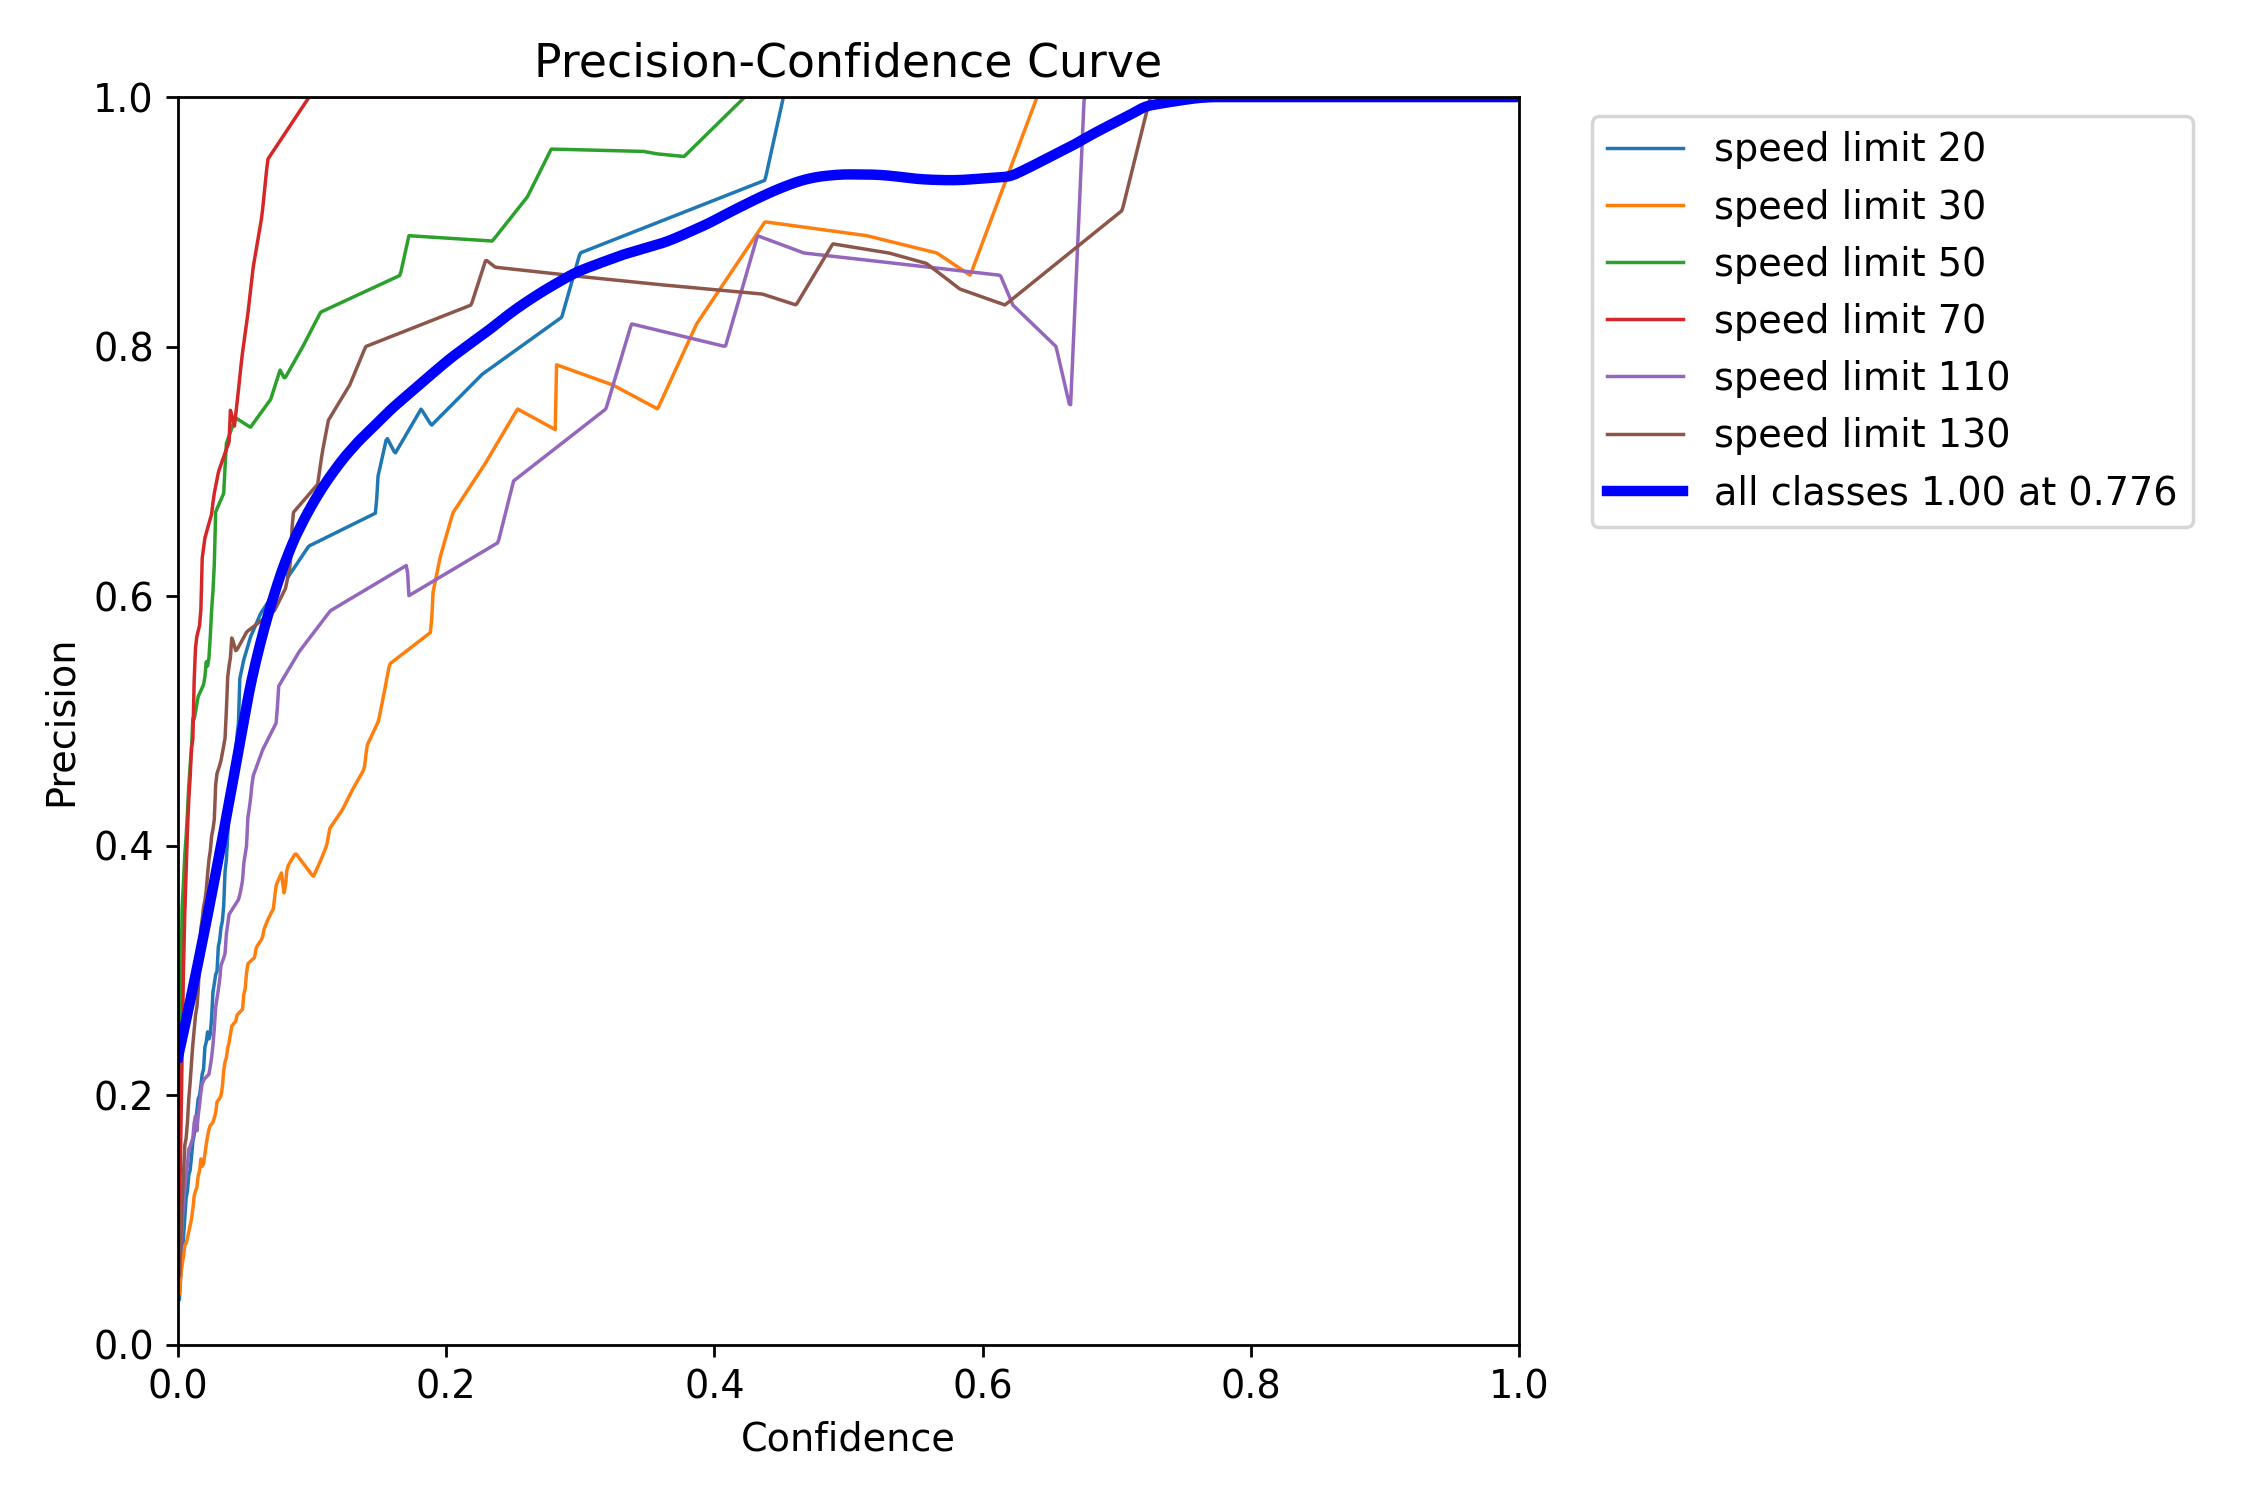 Precision-Confidence Curve
1.0
0.8
0.6
0.4
0.2
0.0
Precision
0.0 0.2 0.4 0.6 0.8 1.0
Confidence
speed limit 20
speed limit 30
speed limit 50
speed limit 70
speed limit 110
speed limit 130
all classes 1.00 at 0.776